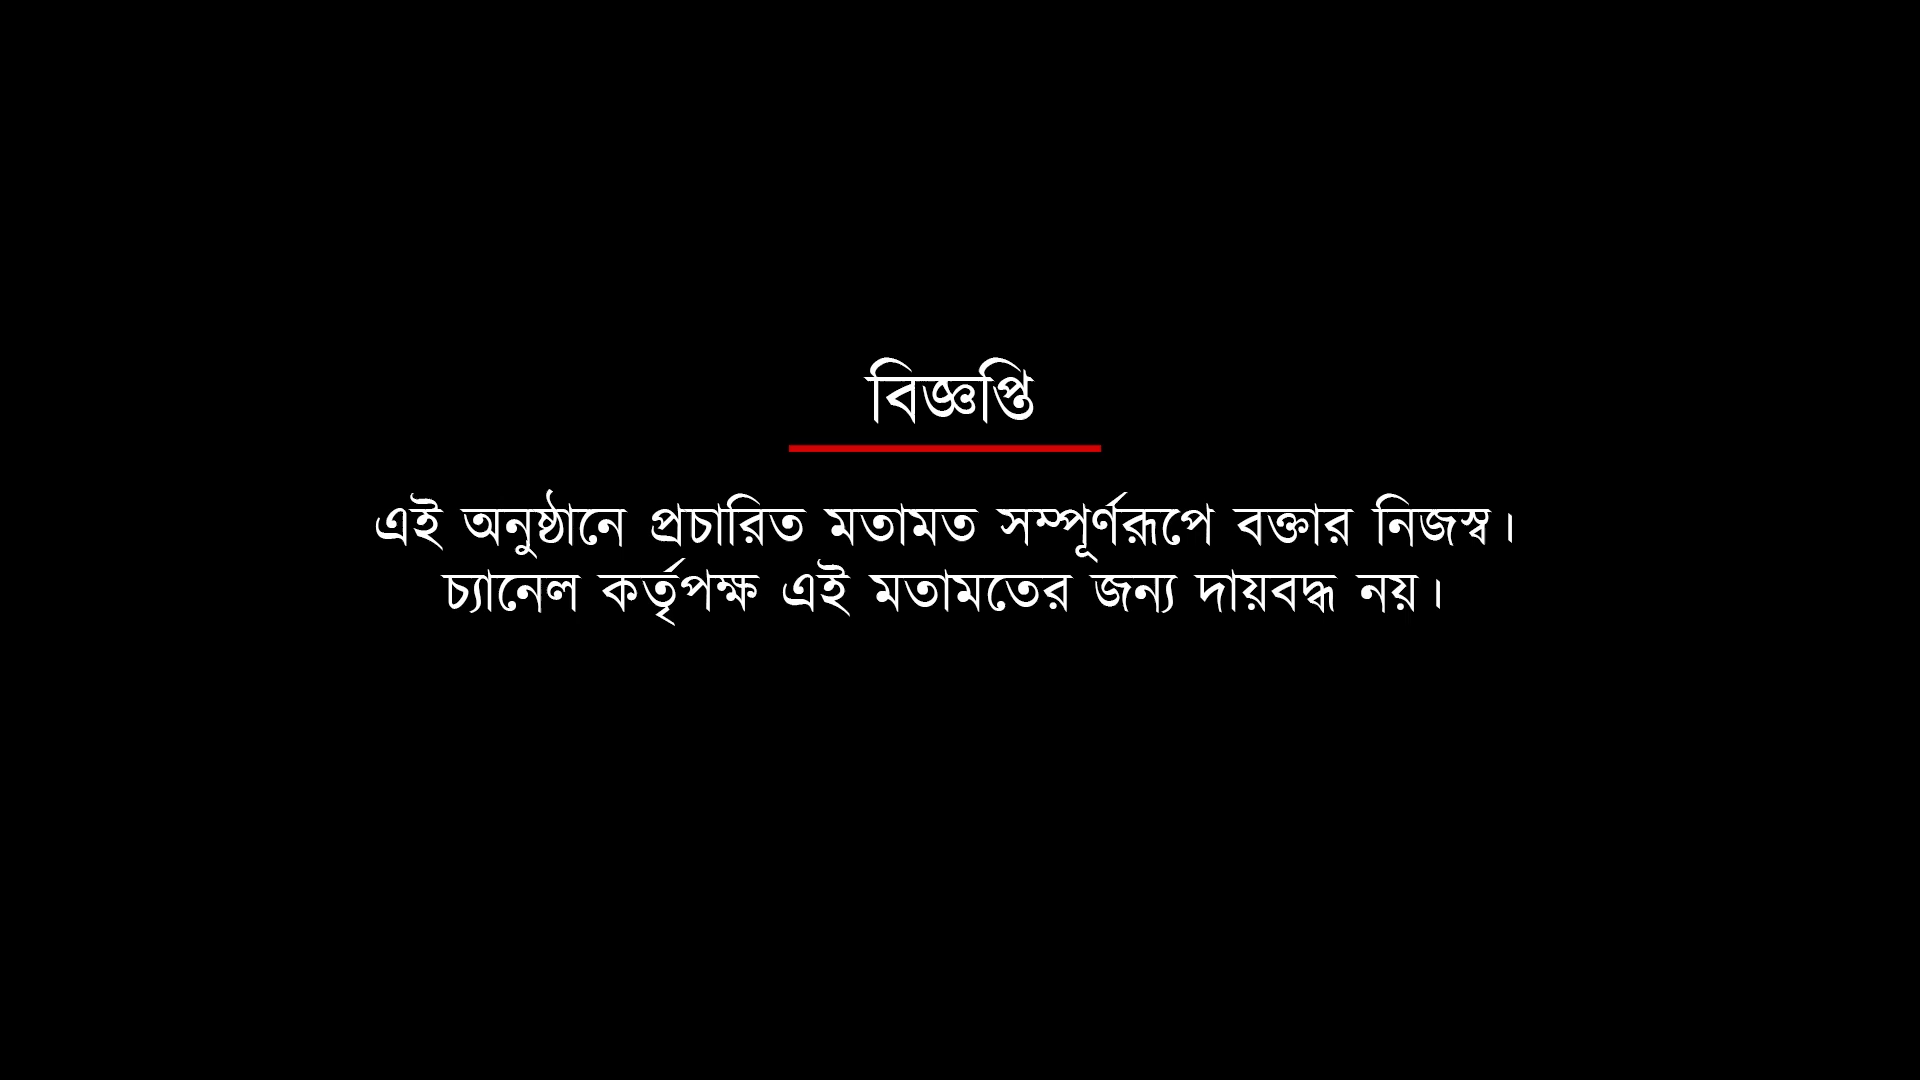 বিজ্ঞপ্তি
এই অনুষ্ঠানে প্রচারিত মতামত সম্পূর্ণরূপে বক্তার নিজস্ব।
চ্যানেল কর্তৃপক্ষ এই মতামতের জন্য দায়বদ্ধ নয়।